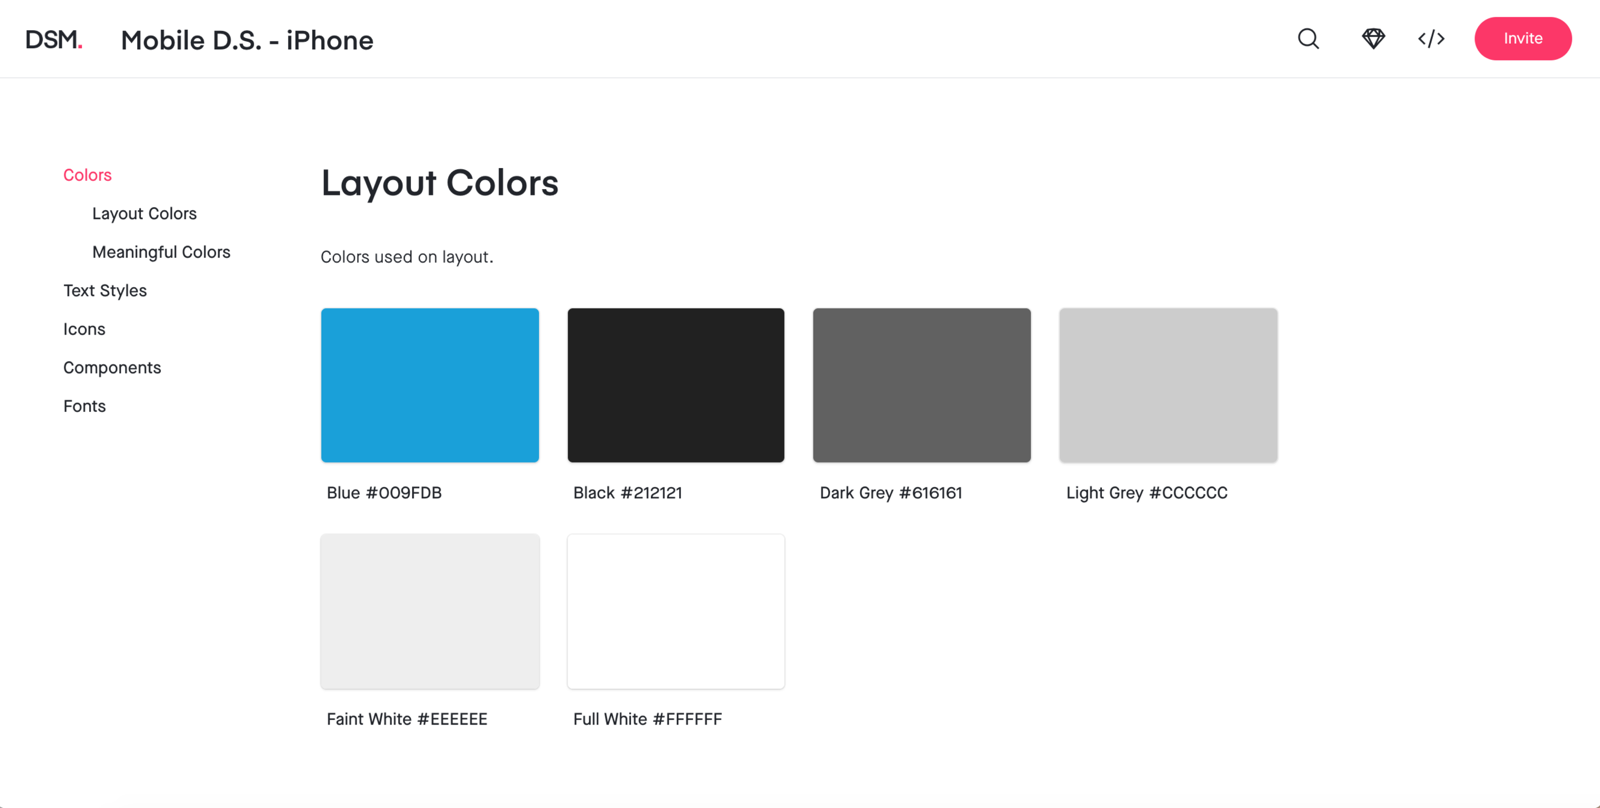 DSM.
Mobile D.S. - iPhone
</>
Invite
Colors
Layout Colors
Meaningful Colors
Text Styles
Icons
Components
Fonts
Layout Colors
Colors used on layout.
Blue #009FDB
Black #212121
Dark Grey #616161
Light Grey #CCCCCC
Faint White #EEEEEE
Full White #FFFFFF